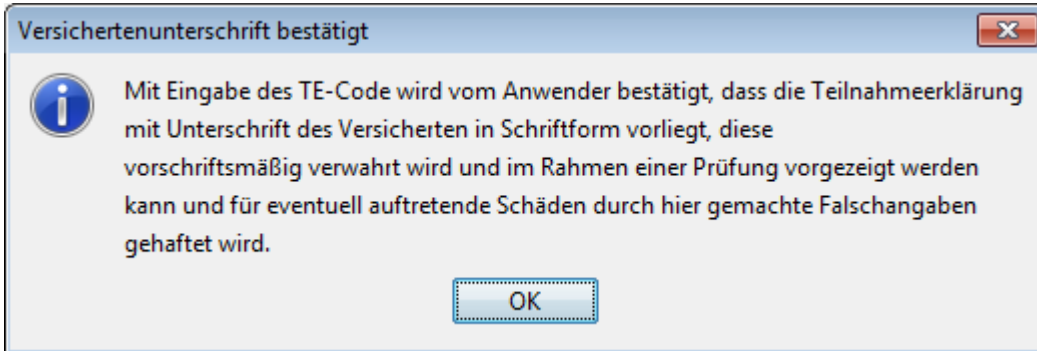 Versichertenunterschrift bestätigt
Mit Eingabe des TE-Code wird vom Anwender bestätigt, dass die Teilnahmeerklärung
mit Unterschrift des Versicherten in Schriftform vorliegt, diese
vorschriftsmäßig verwahrt wird und im Rahmen einer Prüfung vorgezeigt werden
kann und für eventuell auftretende Schäden durch hier gemachte Falschangaben
gehaftet wird.
OK